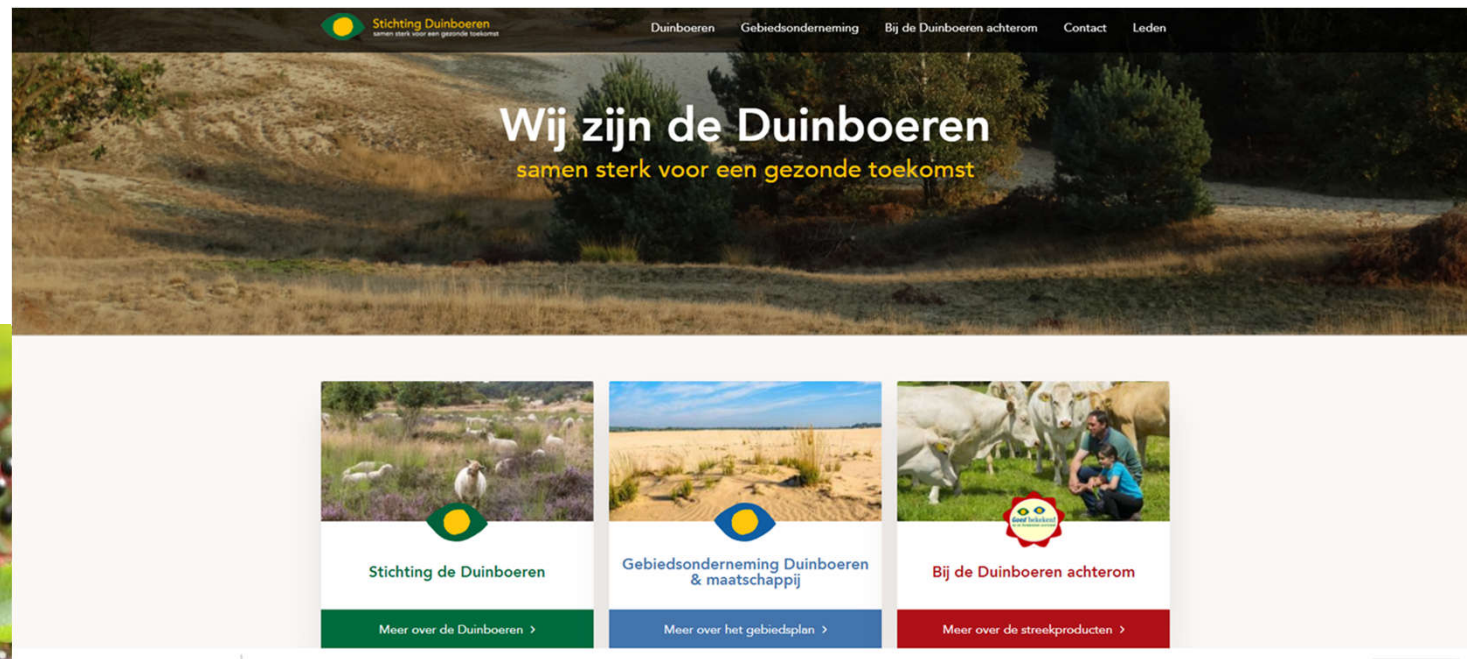 Stichting Duinboeren
samen sterk voor een gezonde toekomst
Duinboeren Gebiedsonderneming Bij de Duinboeren achterom Contact Leden
Wij zijn de Duinboeren
samen sterk voor een gezonde toekomst
Goed bekekend
Stichting de Duinboeren
Gebiedsonderneming Duinboeren
& maatschappij
Bij de Duinboeren achterom
Meer over de Duinboeren >
Meer over het gebiedsplan >
Meer over de streekproducten >